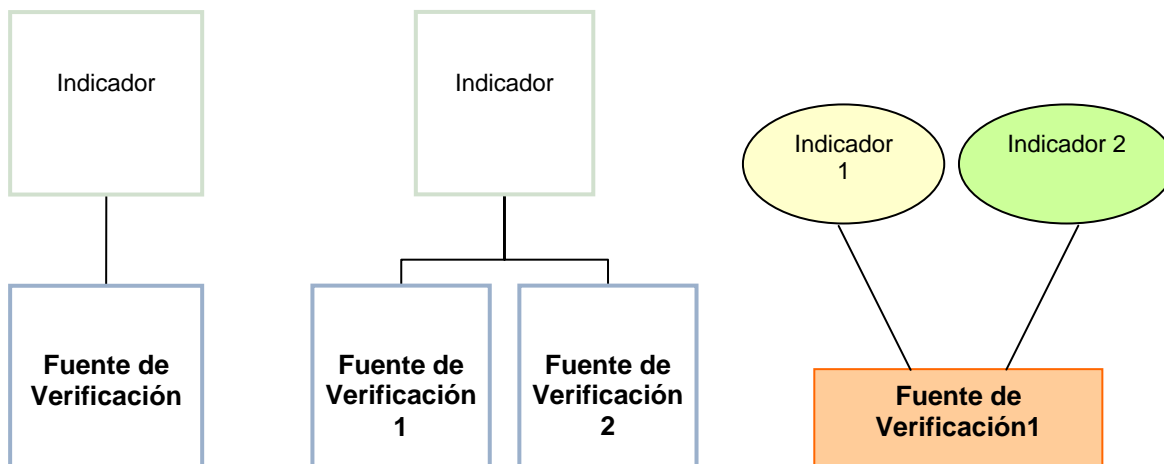 Indicador
Indicador
Indicador
1
Indicador 2
Fuente de
Verificación
Fuente de
Verificación
1
Fuente de
Verificación
2
Fuente de
Verificación1